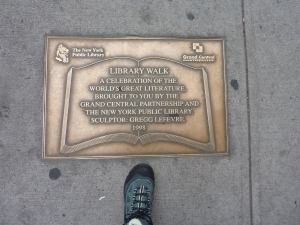 The New York
Public Library
Grand Central
LIBRARY WALK
A CELEBRATION OF THE
WORLD'S GREAT LITERATURE
BROUGHT TO YOU BY THE
GRAND CENTRAL PARTNERSHIP AND
THE NEW YORK PUBLIC LIBRARY
SCULPTOR: GREGG LEFEVRE
1998